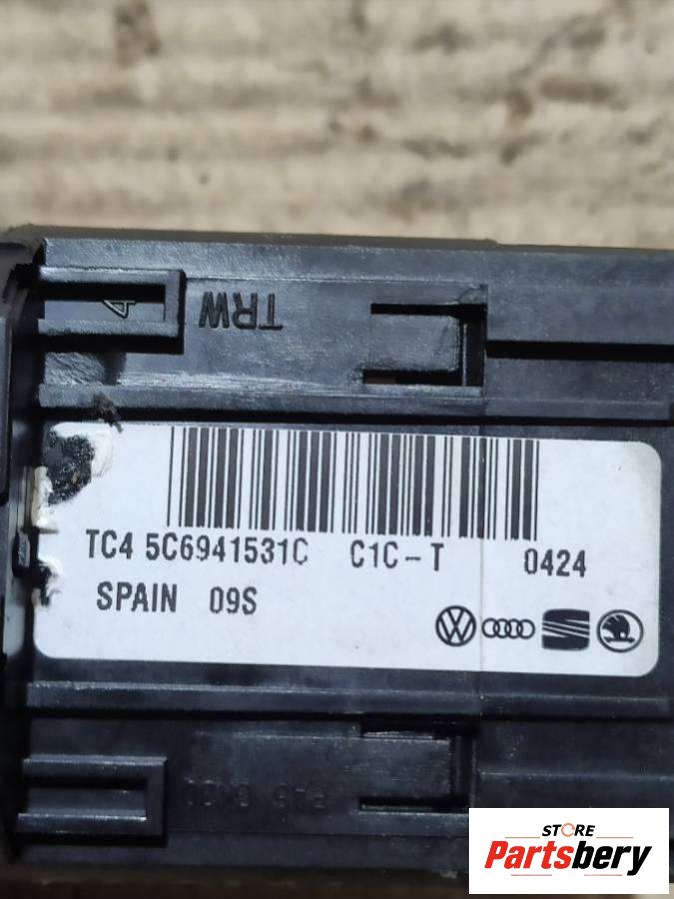 TRW
TC4 5C6941531C C1C-T 0424
SPAIN 09S
STORE
Partsbery